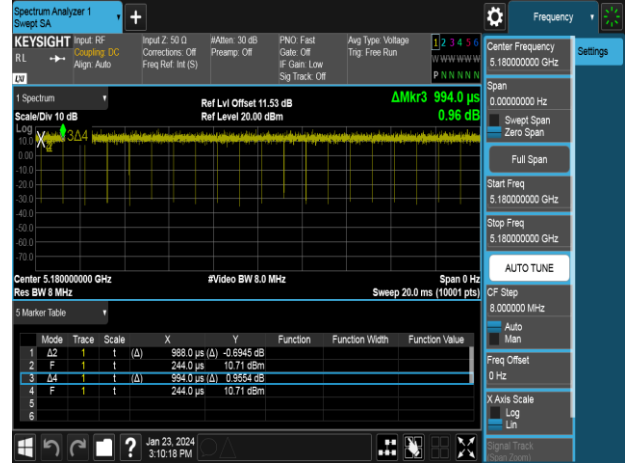 Spectrum Analyzer 1
Swept SA
Frequency
KEYSIGHT
RL
LXI
Input: RF
Coupling: DC
Align: Auto
Input Z: 50 Ω
Corrections: Off
Freq Ref: Int (S)
#Atten: 30 dB
Preamp: Off
PNO: Fast
Gate: Off
IF Gain: Low
Sig Track: Off
Avg Type: Voltage
Trig: Free Run
1 2 3 4 5 6
W W W W W W
P N N N N N
1 Spectrum
Scale/Div 10 dB
Ref Lvl Offset 11.53 dB
Ref Level 20.00 dBm
ΔMkr3 994.0 µs
0.96 dB
Log
3Δ4
10.0
0.00
-10.0
-20.0
-30.0
-40.0
-50.0
-60.0
-70.0
Center 5.180000000 GHz
Res BW 8 MHz
#Video BW 8.0 MHz
Span 0 Hz
Sweep 20.0 ms (10001 pts)
5 Marker Table
Mode Trace Scale X Y Function Function Width Function Value
1 Δ2 1 t (Δ) 988.0 µs (Δ) -0.6945 dB
2 F 1 t 244.0 µs 10.71 dBm
3 Δ4 1 t (Δ) 994.0 µs (Δ) 0.9554 dB
4 F 1 t 244.0 µs 10.71 dBm
5
6
Jan 23, 2024
3:10:18 PM
Center Frequency
5.180000000 GHz
Settings
Span
0.00000000 Hz
Swept Span
Zero Span
Full Span
Start Freq
5.180000000 GHz
Stop Freq
5.180000000 GHz
AUTO TUNE
CF Step
8.000000 MHz
Auto
Man
Freq Offset
0 Hz
X Axis Scale
Log
Lin
Signal Track
(Span Zoom)